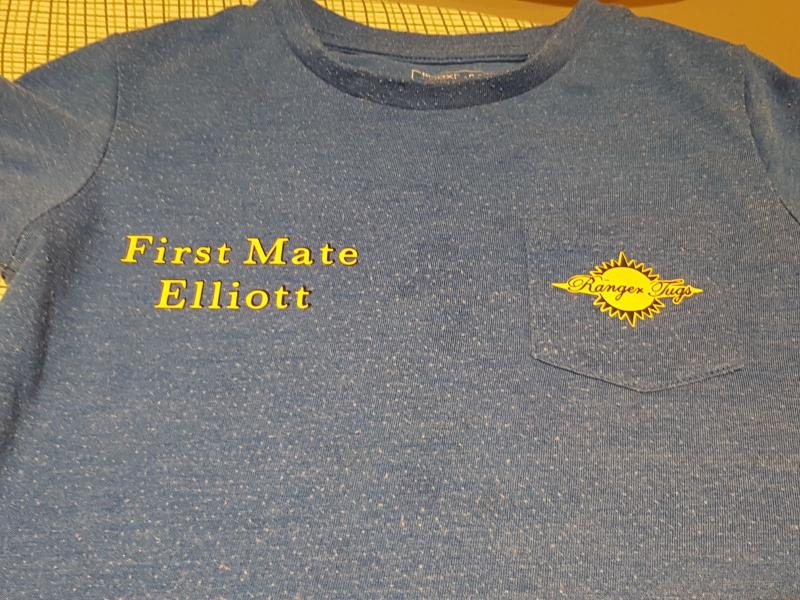 First Mate
Elliott
Ranger Tugs